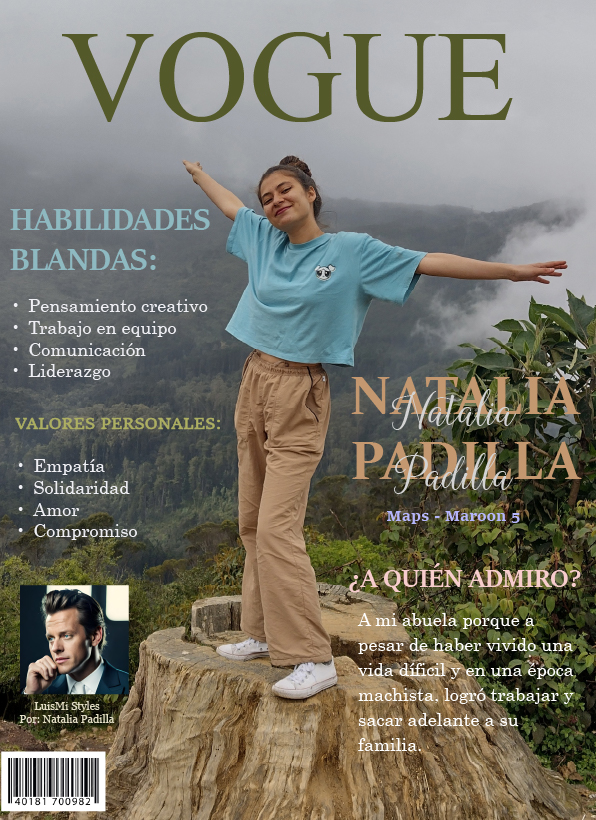 VOGUE
HABILIDADES
BLANDAS:
• Pensamiento creativo
• Trabajo en equipo
• Comunicación
• Liderazgo
VALORES PERSONALES:
• Empatía
• Solidaridad
• Amor
• Compromiso
NATALIA
Natalia
PADILLA
Padilla
Maps - Maroon 5
¿A QUIÉN ADMIRO?
A mi abuela porque a
pesar de haber vivido una
vida díficil y en una época
machista, logró trabajar y
sacar adelante a su
familia.
LuisMi Styles
Por: Natalia Padilla
40181 700982